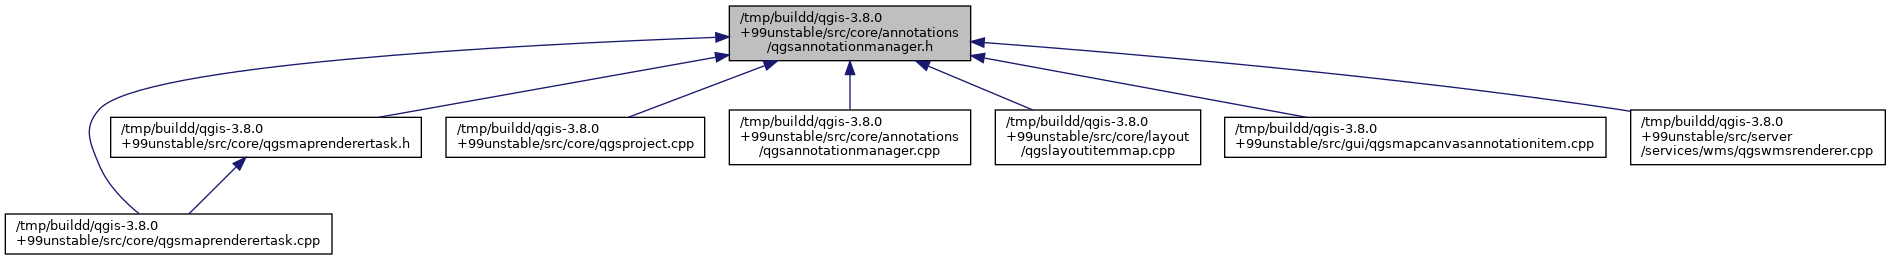 /tmp/buildd/qgis-3.8.0
+99unstable/src/core/annotations
/qgsannotationmanager.h
/tmp/buildd/qgis-3.8.0
+99unstable/src/core/qgsmaprenderertask.h
/tmp/buildd/qgis-3.8.0
+99unstable/src/core/qgsproject.cpp
/tmp/buildd/qgis-3.8.0
+99unstable/src/core/annotations
/qgsannotationmanager.cpp
/tmp/buildd/qgis-3.8.0
+99unstable/src/core/layout
/qgslayoutitemmap.cpp
/tmp/buildd/qgis-3.8.0
+99unstable/src/gui/qgsmapcanvasannotationitem.cpp
/tmp/buildd/qgis-3.8.0
+99unstable/src/server
/services/wms/qgswmsrenderer.cpp
/tmp/buildd/qgis-3.8.0
+99unstable/src/core/qgsmaprenderertask.cpp